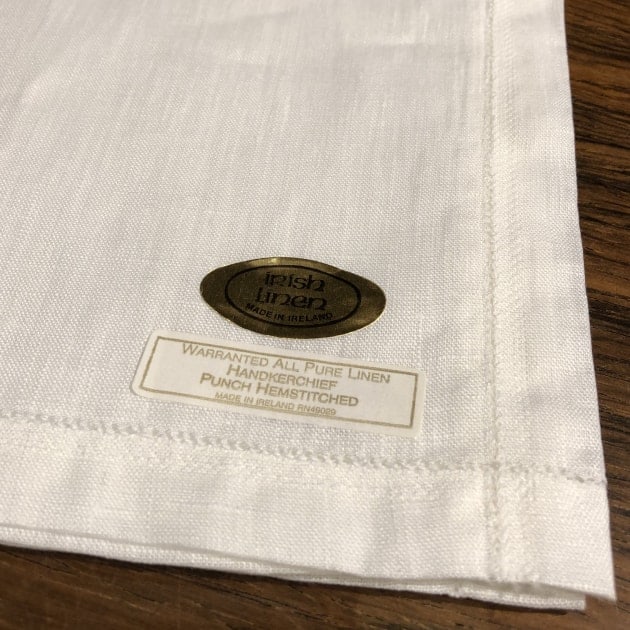 irish
linen
MADE IN IRELAND
WARRANTED ALL PURE LINEN
HANDKERCHIEF
PUNCH HEMSTITCHED
MADE IN IRELAND RN49029